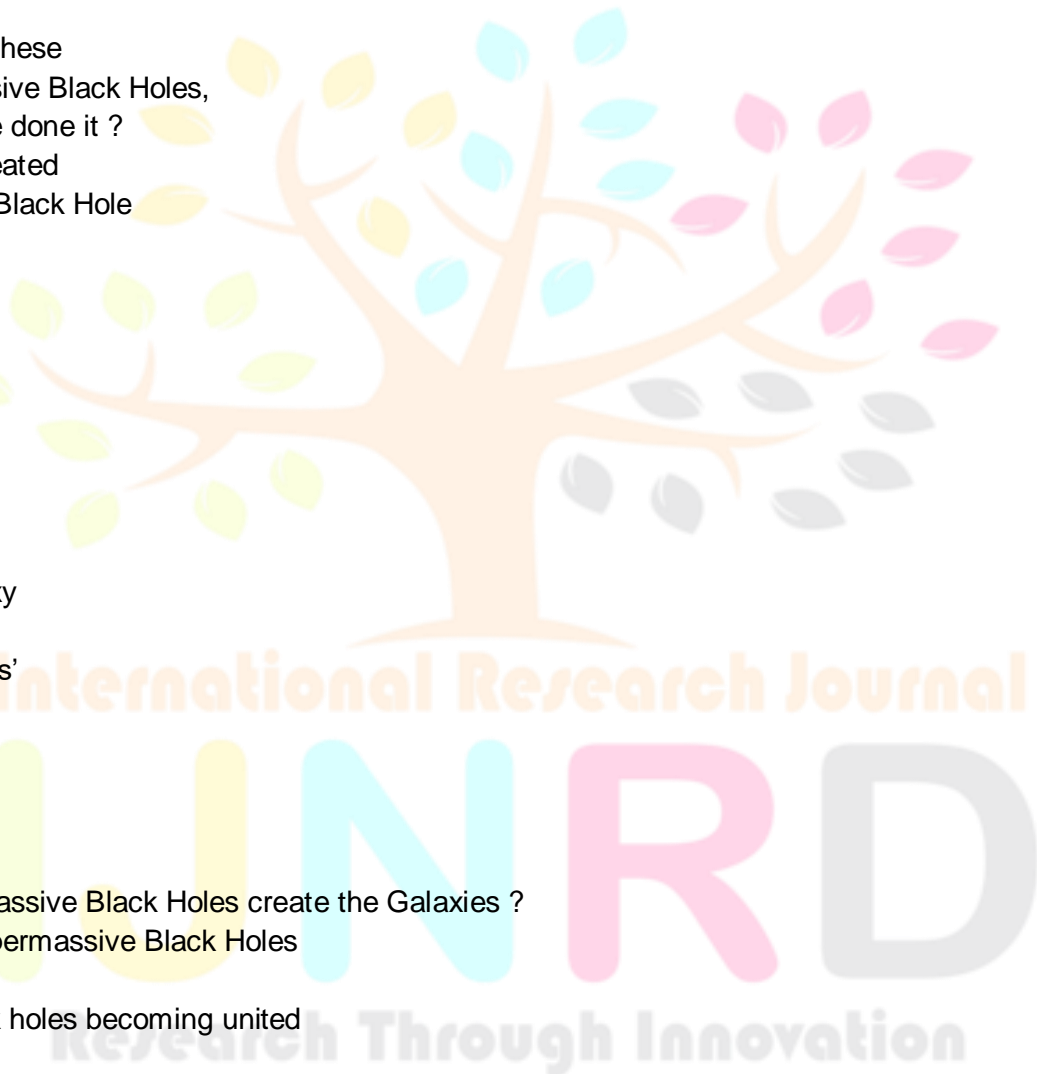 hese
sive Black Holes,
e done it ?
eated
Black Hole
xy
s’
International Research Journal
IJNRD
assive Black Holes create the Galaxies ?
permassive Black Holes
holes becoming united
Research Through Innovation